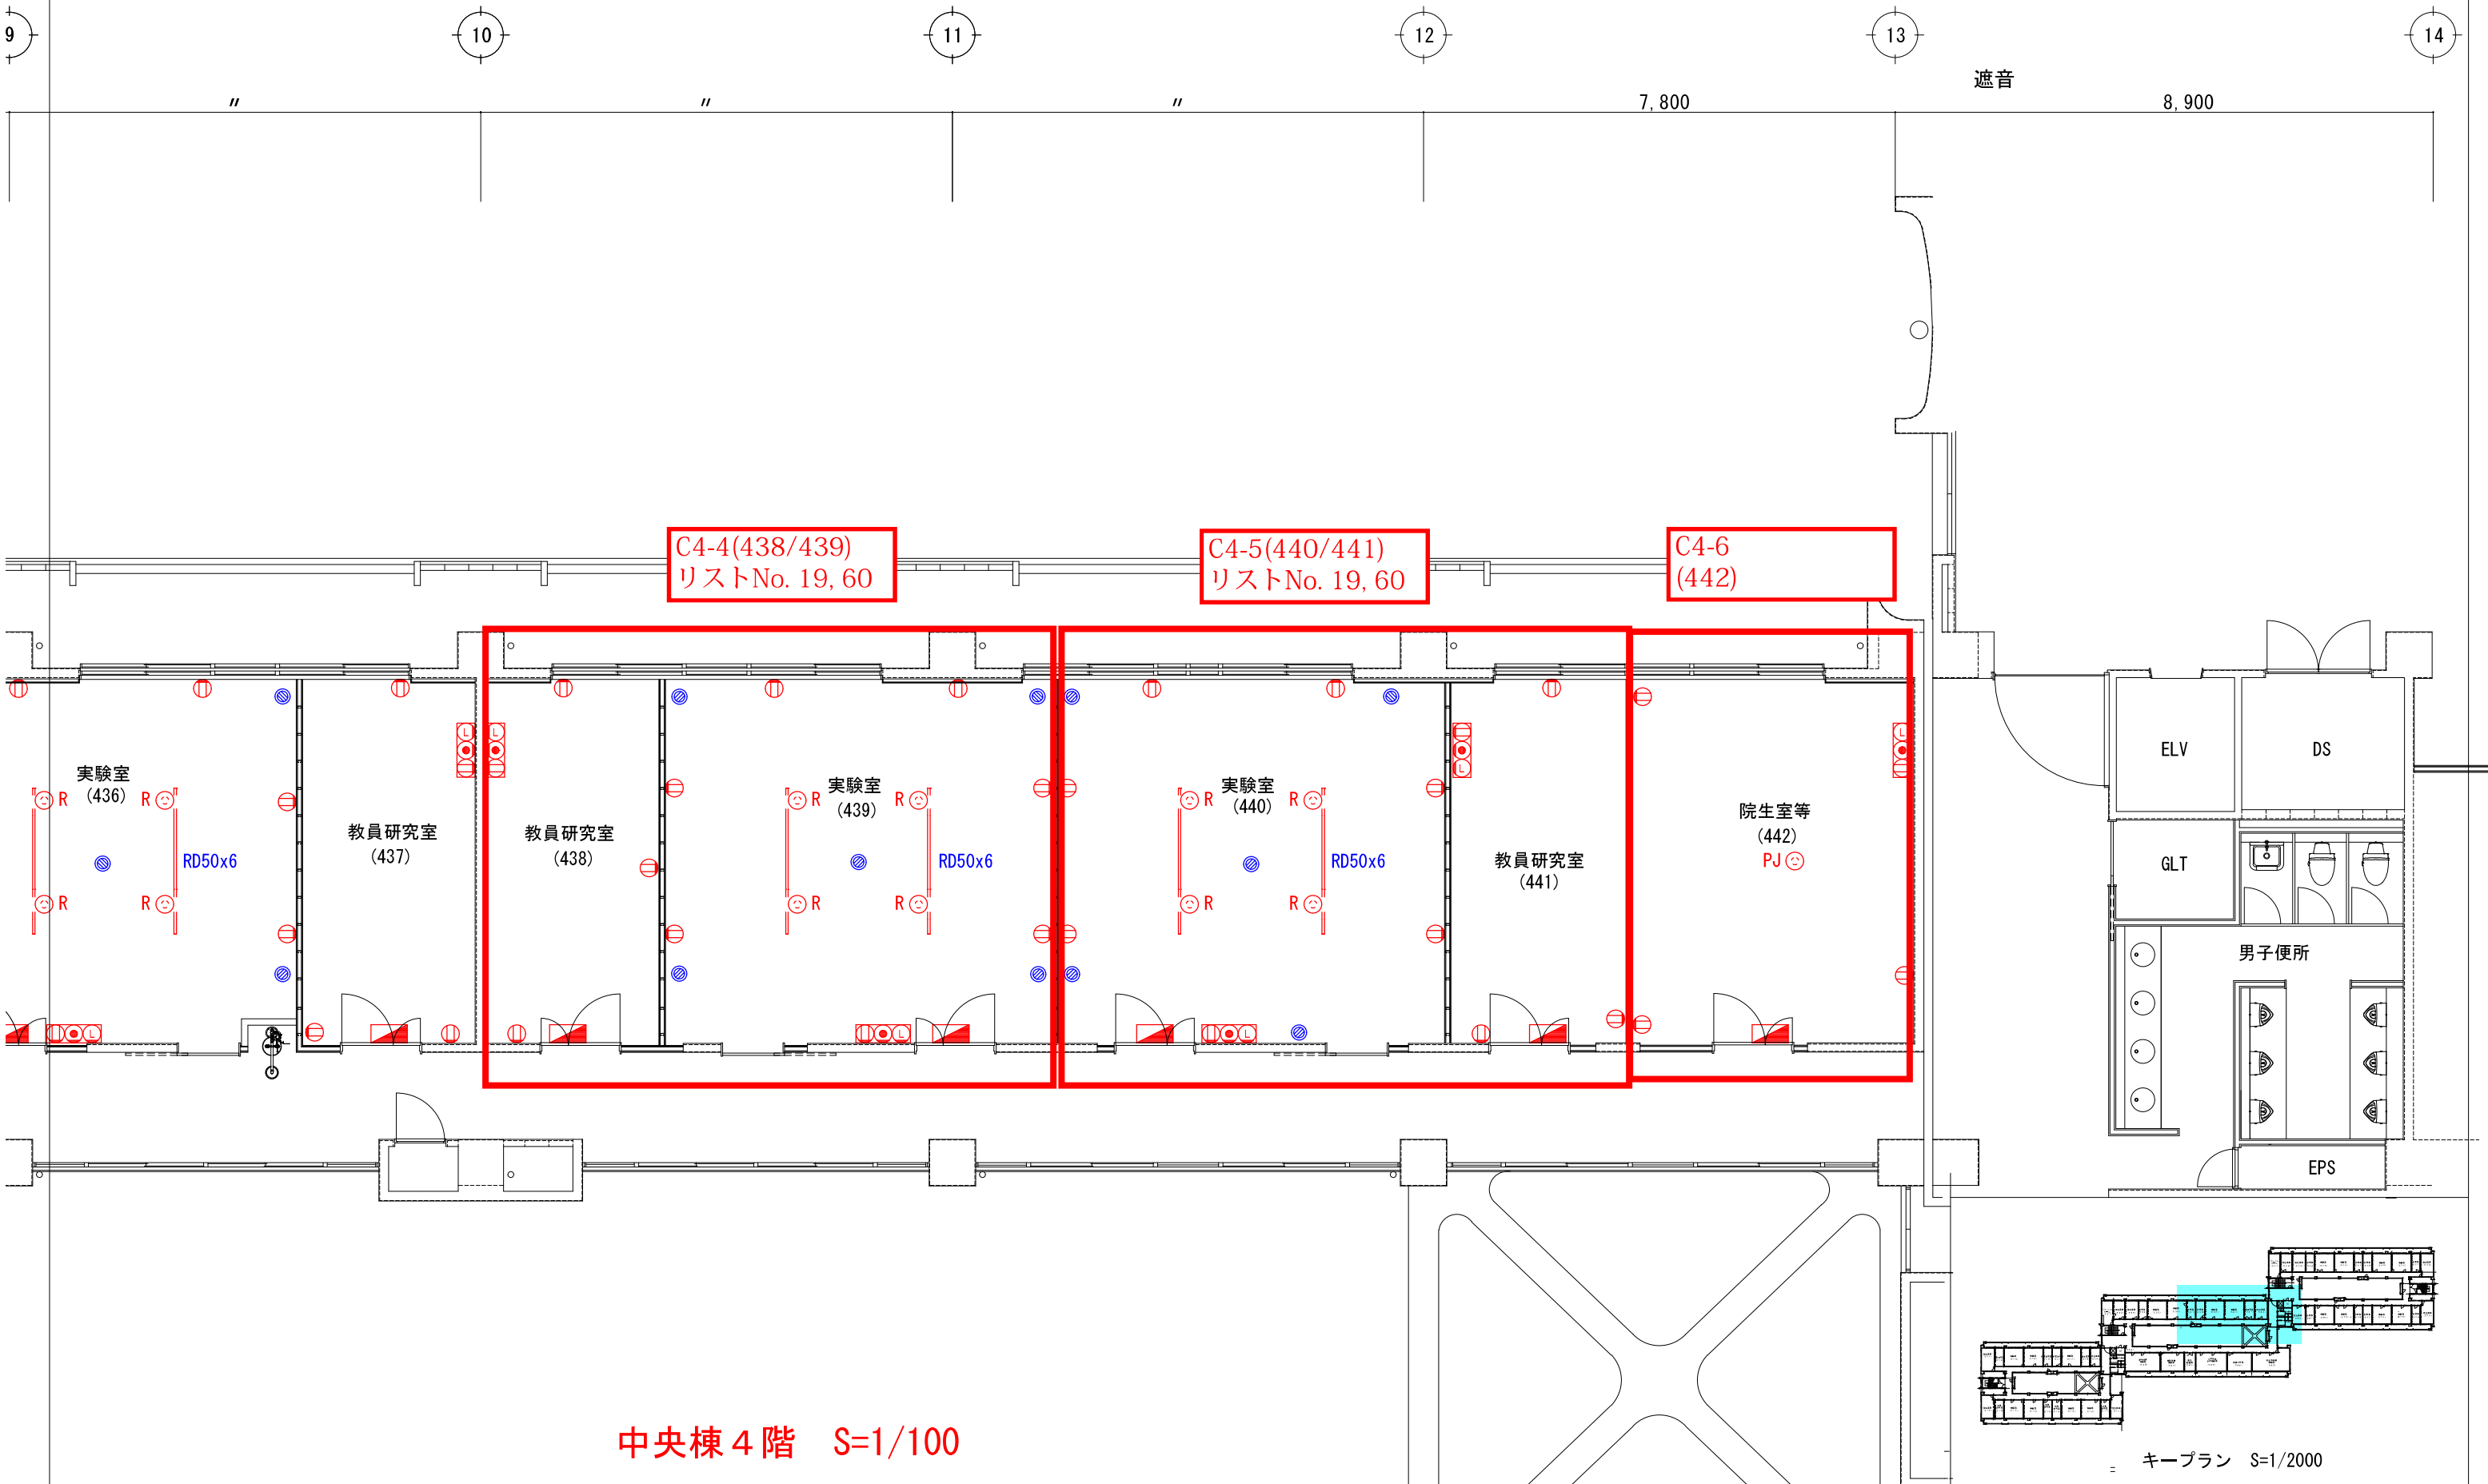 9
10
11
12
13
14
遮音
〃
〃
〃
7,800
8,900
C4-4(438/439)
リストNo. 19, 60
C4-5(440/441)
リストNo. 19, 60
C4-6
(442)
L
L
L
L
実験室
(436)
教員研究室
(437)
教員研究室
(438)
実験室
(439)
実験室
(440)
教員研究室
(441)
院生室等
(442)
PJ
R
R
R
R
R
R
R
R
R
R
R
R
RD50x6
RD50x6
RD50x6
L
L
L
ELV
DS
GLT
男子便所
EPS
中央棟４階 S=1/100
キープラン S=1/2000